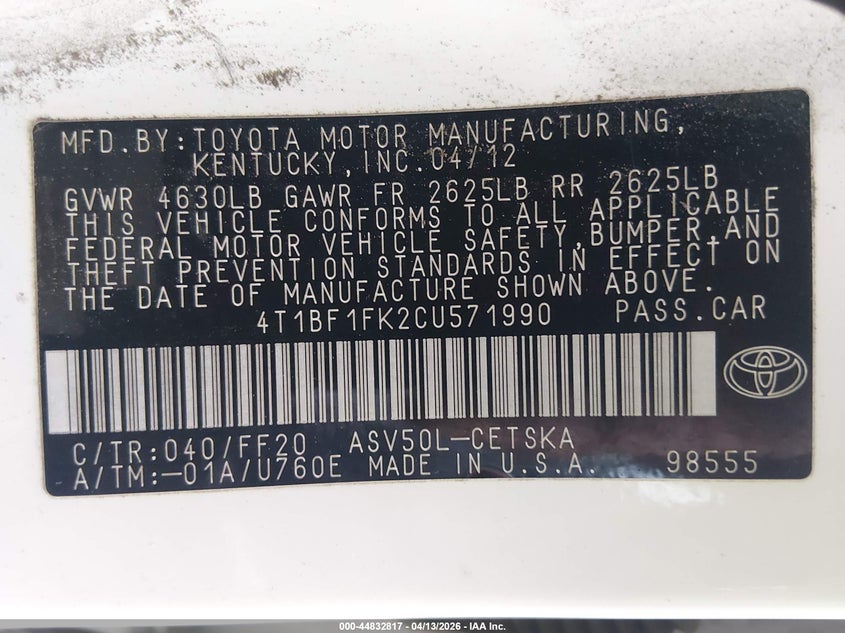 MFD. BY: TOYOTA MOTOR MANUFACTURING,
KENTUCKY, INC. 04/12
GVWR 4630LB GAWR FR 2625LB RR 2625LB
THIS VEHICLE CONFORMS TO ALL APPLICABLE
FEDERAL MOTOR VEHICLE SAFETY, BUMPER, AND
THEFT PREVENTION STANDARDS IN EFFECT ON
THE DATE OF MANUFACTURE SHOWN ABOVE.
4T1BF1FK2CU571990 PASS. CAR
C/TR: 040/FF20 ASV50L-CETSKA
A/TM: -01A/U760E MADE IN U.S.A. 98555
000-44832817 - 04/13/2026 - IAA Inc.